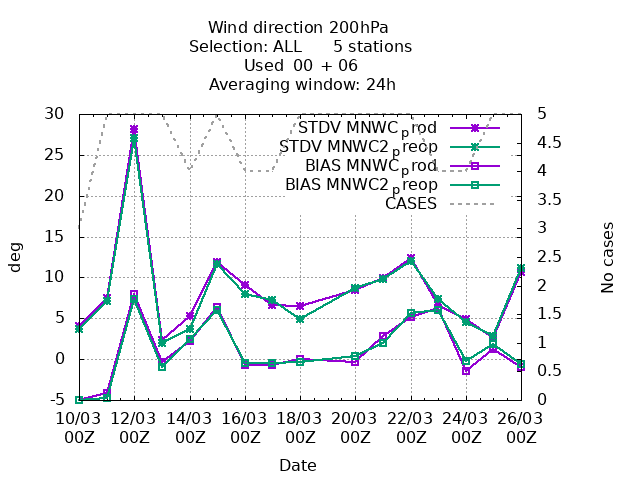 Wind direction 200hPa
Selection: ALL 5 stations
Used 00 + 06
Averaging window: 24h
30
25
20
15
10
5
0
-5
deg
STDV MNWC_prod
STDV MNWC2_preop
BIAS MNWC_prod
BIAS MNWC2_preop
CASES
5
4.5
4
3.5
3
2.5
2
1.5
1
0.5
0
No cases
10/03 12/03 14/03 16/03 18/03 20/03 22/03 24/03 26/03
00Z 00Z 00Z 00Z 00Z 00Z 00Z 00Z 00Z
Date